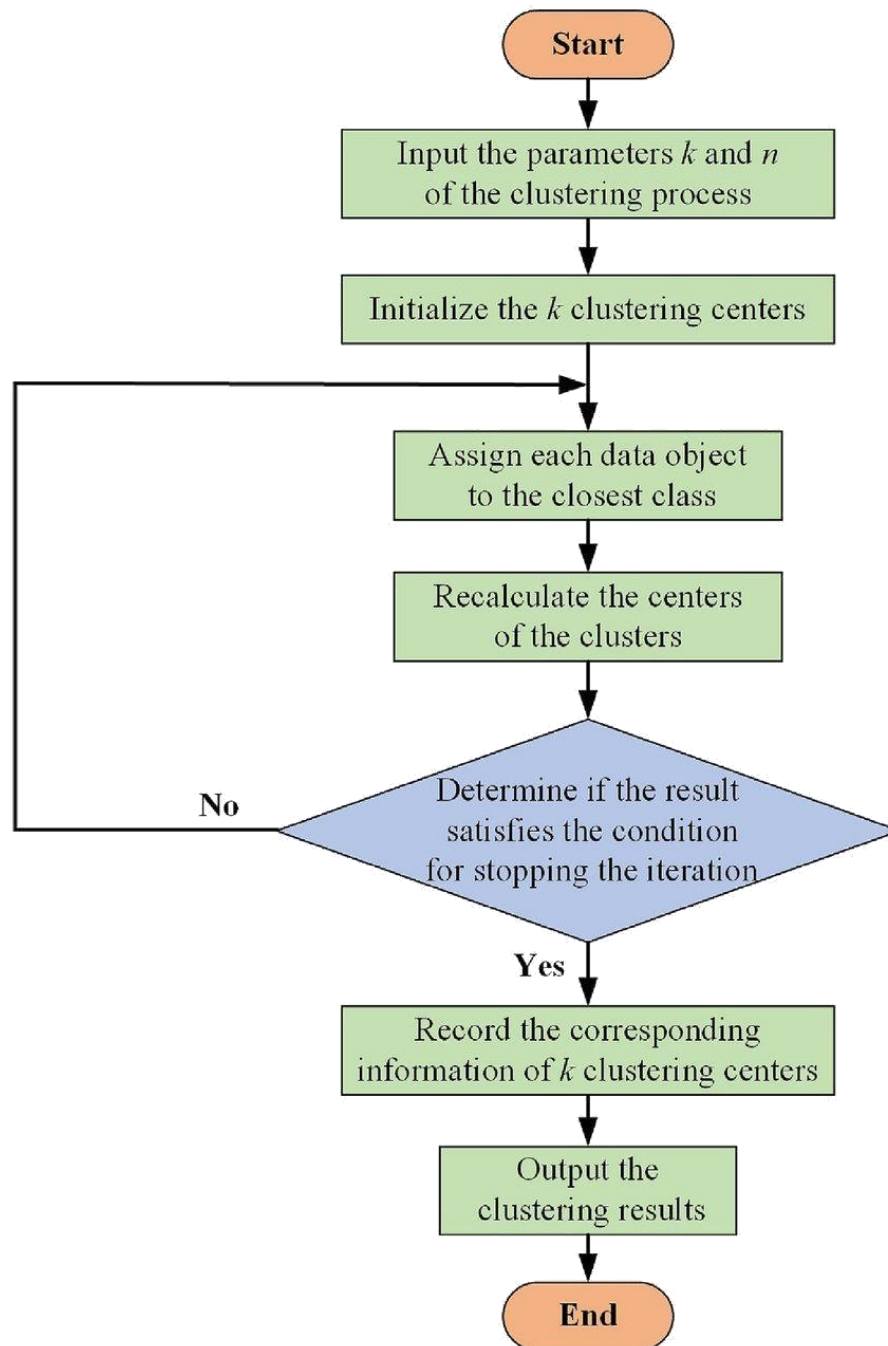 Start
Input the parameters k and n
of the clustering process
Initialize the k clustering centers
Assign each data object
to the closest class
Recalculate the centers
of the clusters
Determine if the result
satisfies the condition
for stopping the iteration
No
Yes
Record the corresponding
information of k clustering centers
Output the
clustering results
End